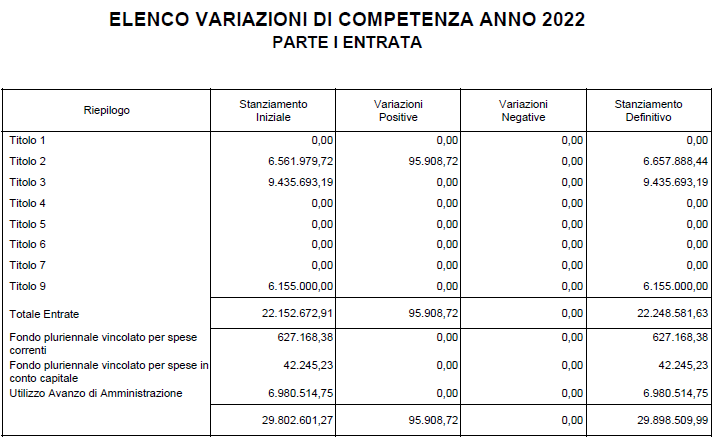 ELENCO VARIAZIONI DI COMPETENZA ANNO 2022
PARTE I ENTRATA
Riepilogo Stanziamento Iniziale Variazioni Positive Variazioni Negative Stanziamento Definitivo
Titolo 1 0,00 0,00 0,00 0,00
Titolo 2 6.561.979,72 95.908,72 0,00 6.657.888,44
Titolo 3 9.435.693,19 0,00 0,00 9.435.693,19
Titolo 4 0,00 0,00 0,00 0,00
Titolo 5 0,00 0,00 0,00 0,00
Titolo 6 0,00 0,00 0,00 0,00
Titolo 7 0,00 0,00 0,00 0,00
Titolo 9 6.155.000,00 0,00 0,00 6.155.000,00
Totale Entrate 22.152.672,91 95.908,72 0,00 22.248.581,63
Fondo pluriennale vincolato per spese correnti 627.168,38 0,00 0,00 627.168,38
Fondo pluriennale vincolato per spese in conto capitale 42.245,23 0,00 0,00 42.245,23
Utilizzo Avanzo di Amministrazione 6.980.514,75 0,00 0,00 6.980.514,75
29.802.601,27 95.908,72 0,00 29.898.509,99